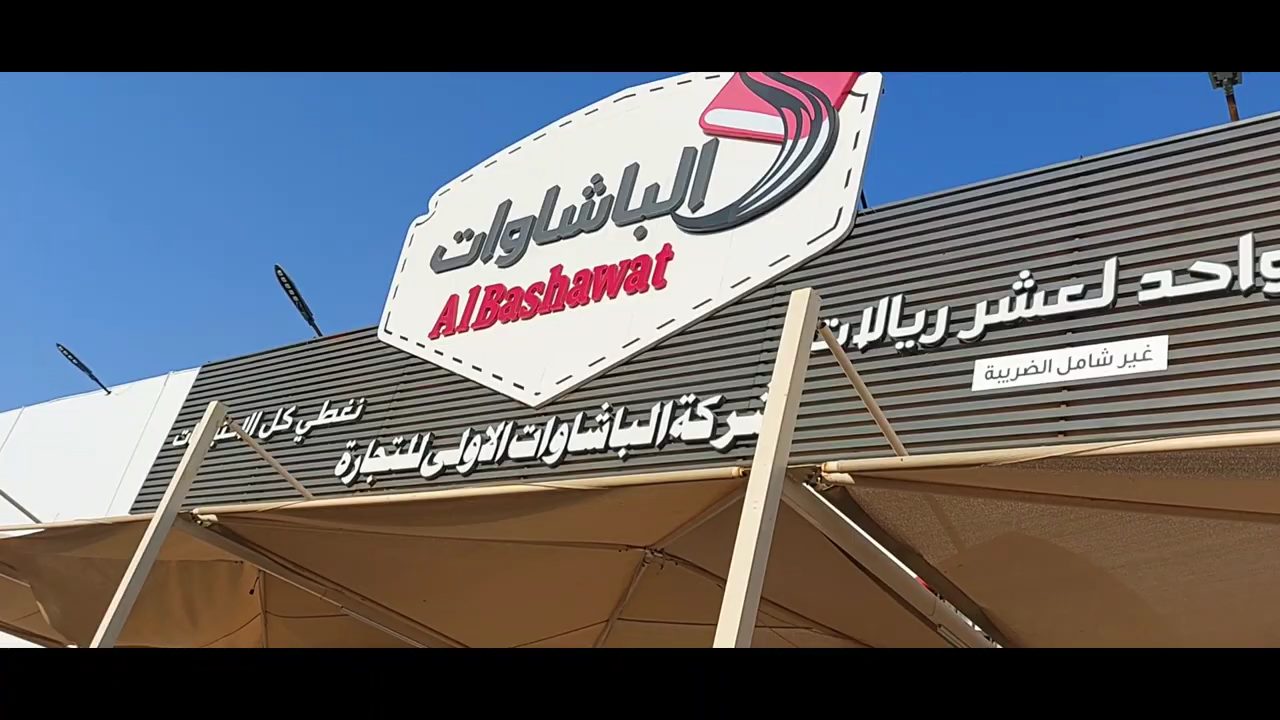 الباشاوات
AlBashawat
واحد لعشر ريالات
غير شامل الضريبة
شركة الباشاوات الاولى للتجارة
نغطي كل